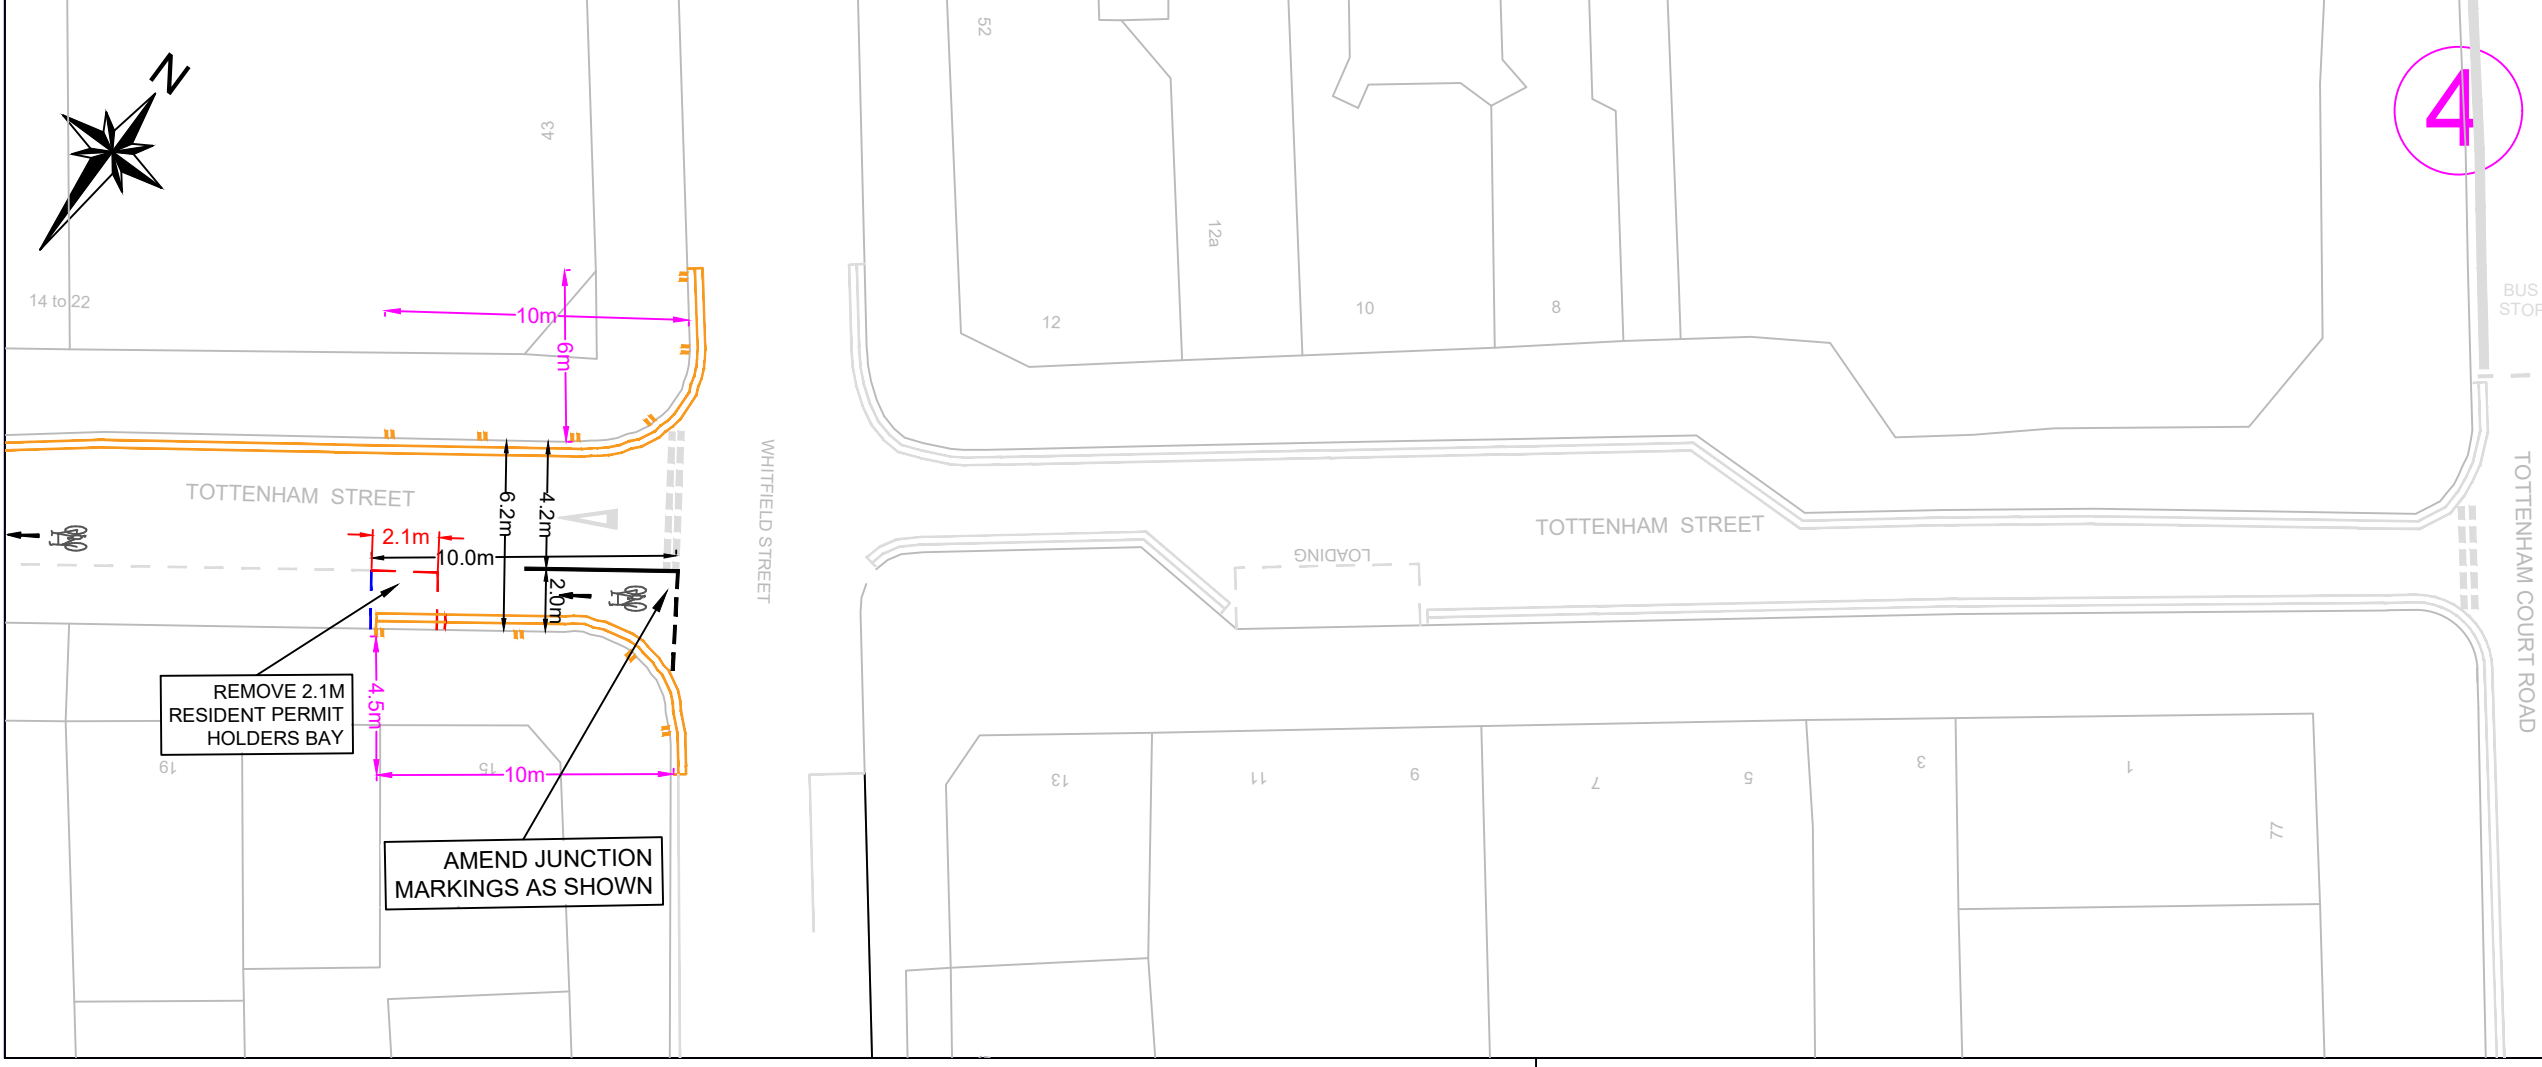 N
52
4
43
12a
14 to 22
10m
6m
12
10
8
BUS
STOP
TOTTENHAM STREET
WHITFIELD STREET
6.2m
4.2m
2.1m
10.0m
2.0m
LOADING
TOTTENHAM STREET
TOTTENHAM COURT ROAD
REMOVE 2.1M
RESIDENT PERMIT
HOLDERS BAY
4.5m
19
15
10m
13
11
9
7
5
3
1
77
AMEND JUNCTION
MARKINGS AS SHOWN